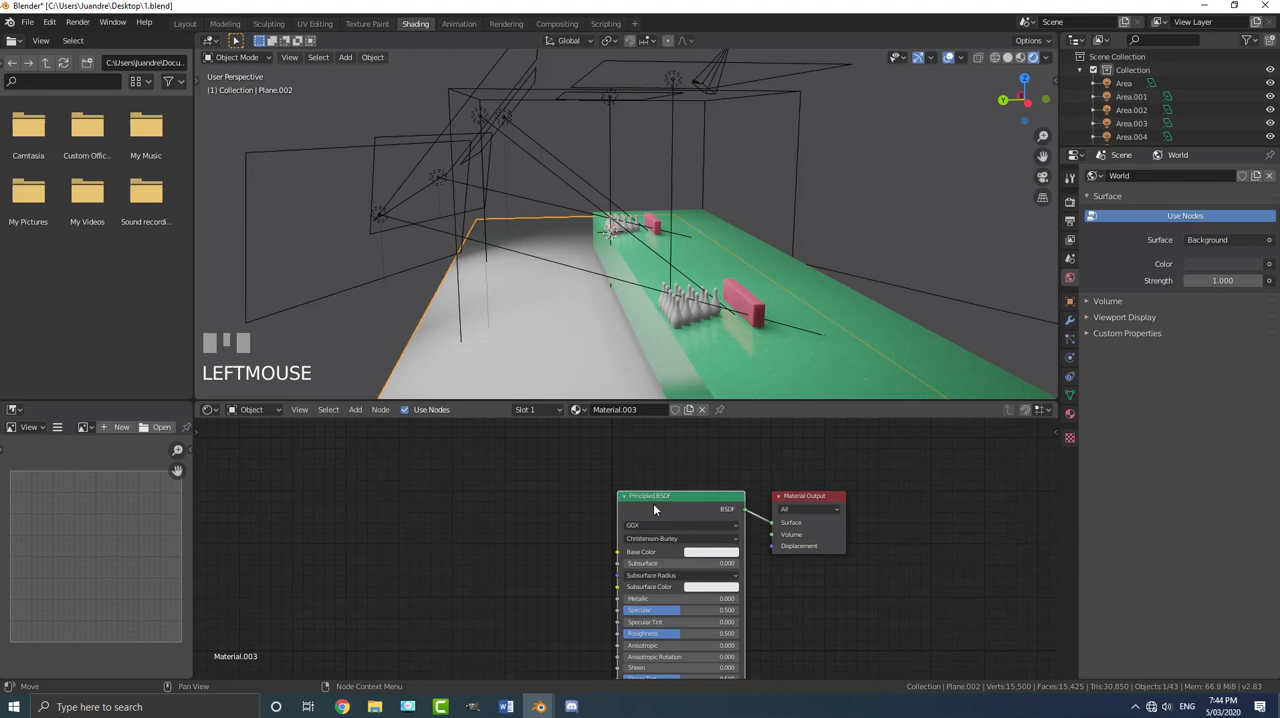 Blender* [C:\Users\Juandre\Desktop\1.blend]
File Edit Render Window Help
Layout Modeling Sculpting UV Editing Texture Paint Shading Animation Rendering Compositing Scripting +
Scene
View Layer
View Select
Global
Options
C:\Users\Juandre\Docu...
Object Mode View Select Add Object
User Perspective
(1) Collection | Plane.002
Camtasia
Custom Offic...
My Music
My Pictures
My Videos
Sound recordi...
LEFTMOUSE
Z
Y
Scene Collection
Collection
Area
Area.001
Area.002
Area.003
Area.004
Scene
World
World
Surface
Use Nodes
Surface
Background
Color
Strength
1.000
Volume
Viewport Display
Custom Properties
View
New
Open
Object View Select Add Node Use Nodes Slot 1 Material.003
Principled BSDF
BSDF
GGX
Christensen-Burley
Base Color
Subsurface 0.000
Subsurface Radius
Subsurface Color
Metallic 0.000
Specular 0.500
Specular Tint 0.000
Roughness 0.500
Anisotropic 0.000
Anisotropic Rotation 0.000
Sheen 0.000
Material Output
All
Surface
Volume
Displacement
Material.003
Move
Pan View
Node Context Menu
Collection | Plane.002 | Verts:15,500 | Faces:15,425 | Tris:30,850 | Objects:1/43 | Mem: 66.9 MiB | v2.83
Type here to search
7:44 PM
5/03/2020